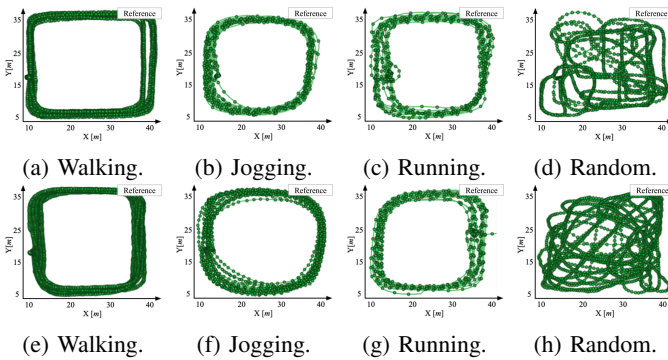 Reference Reference Reference Reference
35 35 35 35
25 25 25 25
Y[m] Y[m] Y[m] Y[m]
15 15 15 15
5 5 5 5
10 20 30 40 10 20 30 40 10 20 30 40 10 20 30 40
X [m] X [m] X [m] X [m]
(a) Walking. (b) Jogging. (c) Running. (d) Random.
Reference Reference Reference Reference
35 35 35 35
25 25 25 25
Y[m] Y[m] Y[m] Y[m]
15 15 15 15
5 5 5 5
10 20 30 40 10 20 30 40 10 20 30 40 10 20 30 40
X [m] X [m] X [m] X [m]
(e) Walking. (f) Jogging. (g) Running. (h) Random.